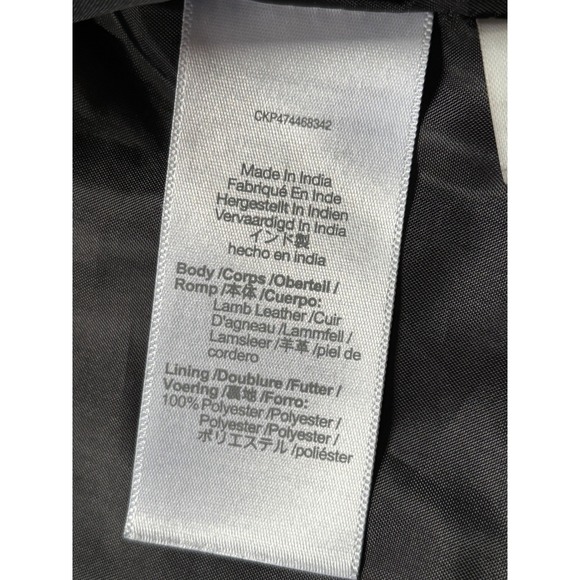 CKP474468342
Made In India
Fabriqué En Inde
Hergestellt In Indien
Vervaardigd In India
インド製
hecho en india
Body /Corps /Obertell /
Romp /本体 /Cuerpo:
Lamb Leather /Cuir
D'agneau /Lammfell /
Lamsleer /羊革 /piel de
cordero
Lining /Doublure /Futter /
Voering /裏地 /Forro:
100% Polyester /Polyester /
Polyester /Polyester /
ポリエステル /poliéster